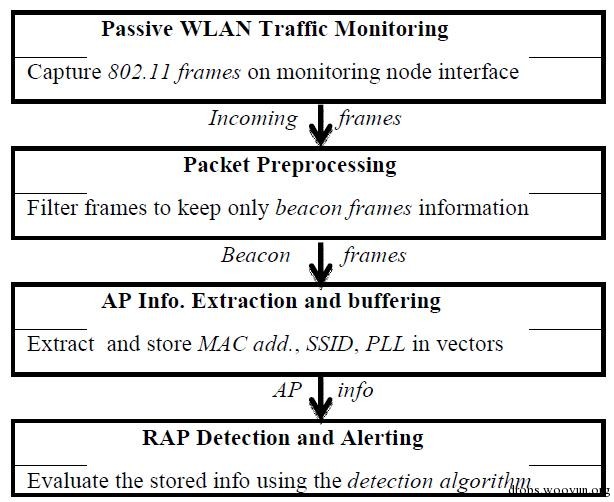 Passive WLAN Traffic Monitoring
Capture 802.11 frames on monitoring node interface
Incoming frames
Packet Preprocessing
Filter frames to keep only beacon frames information
Beacon frames
AP Info. Extraction and buffering
Extract and store MAC add., SSID, PLL in vectors
AP info
RAP Detection and Alerting
Evaluate the stored info using the detection algorithm
drops.wooyun.org